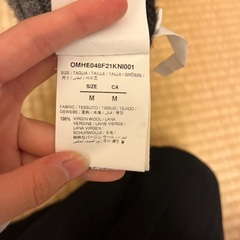 OMHE048F21KNI001
SIZE / TAGLIA / TAILLE / TALLA / GRÖSSE
SIZE CA
M M
FABRIC / TESSUTO / TISSUS / TEJIDO /
GEWEBE /
100% VIRGIN WOOL / LANA
VERGINE / LAINE VIERGE
/ LANA VIRGEN /
SCHURWOLLE /